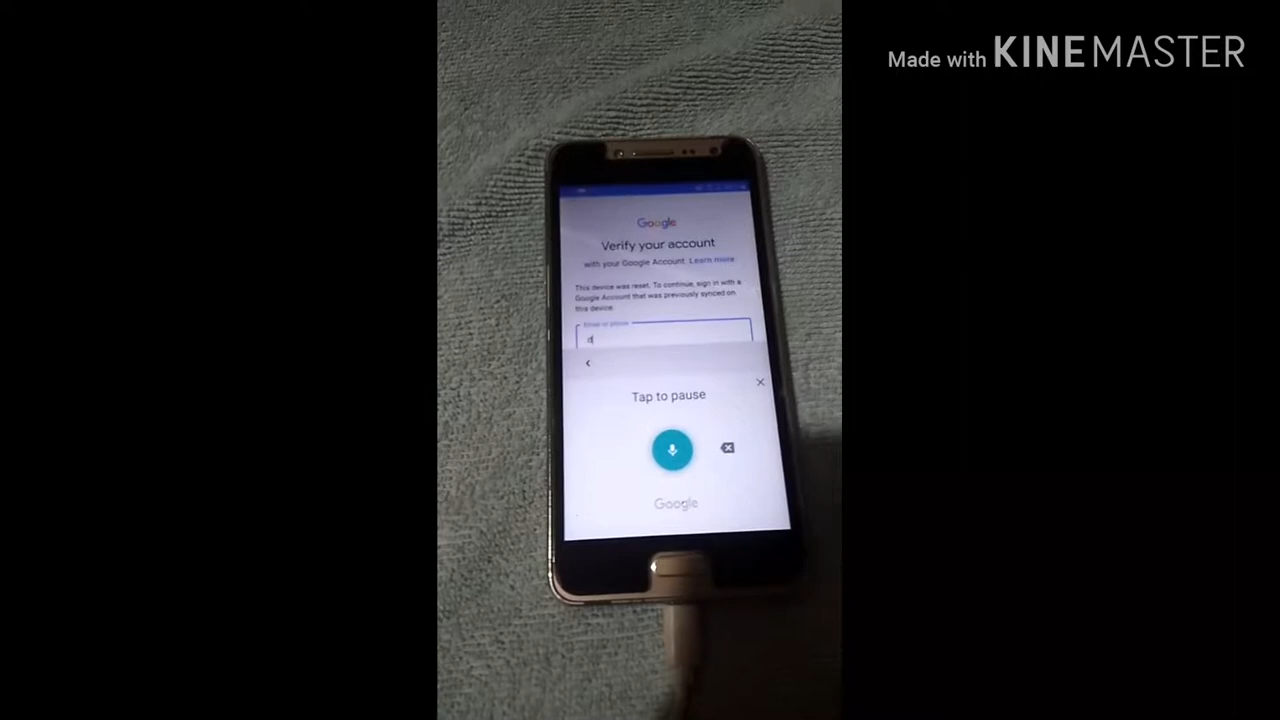 Made with KINEMASTER
Google
Verify your account
with your Google Account. Learn more
This device was reset. To continue, sign in with a
Google Account that was previously synced on
this device.
Email or phone
d
Tap to pause
Google